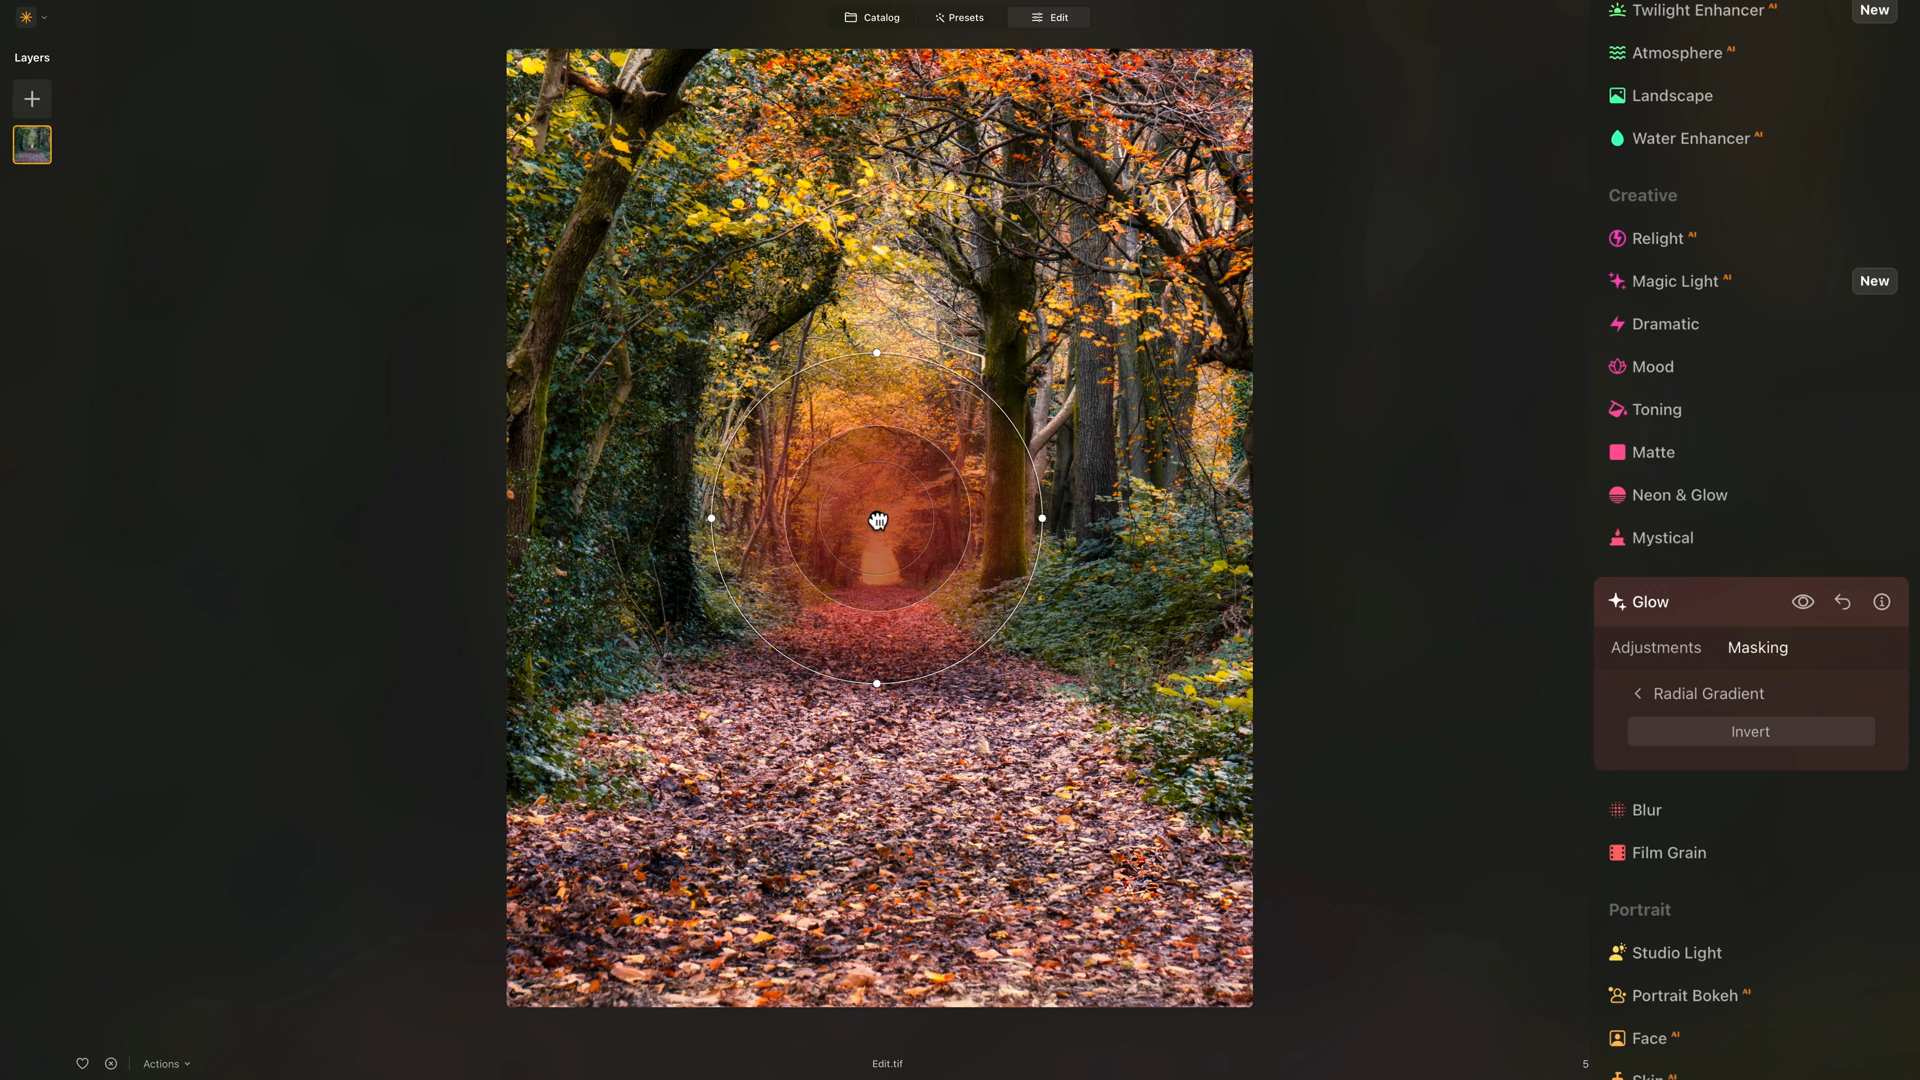 Catalog
Presets
Edit
Layers
Twilight Enhancer AI
New
Atmosphere AI
Landscape
Water Enhancer AI
Creative
Relight AI
Magic Light AI
New
Dramatic
Mood
Toning
Matte
Neon & Glow
Mystical
Glow
Adjustments
Masking
Radial Gradient
Invert
Blur
Film Grain
Portrait
Studio Light
Portrait Bokeh AI
Face AI
Skin AI
Actions
Edit.tif
5